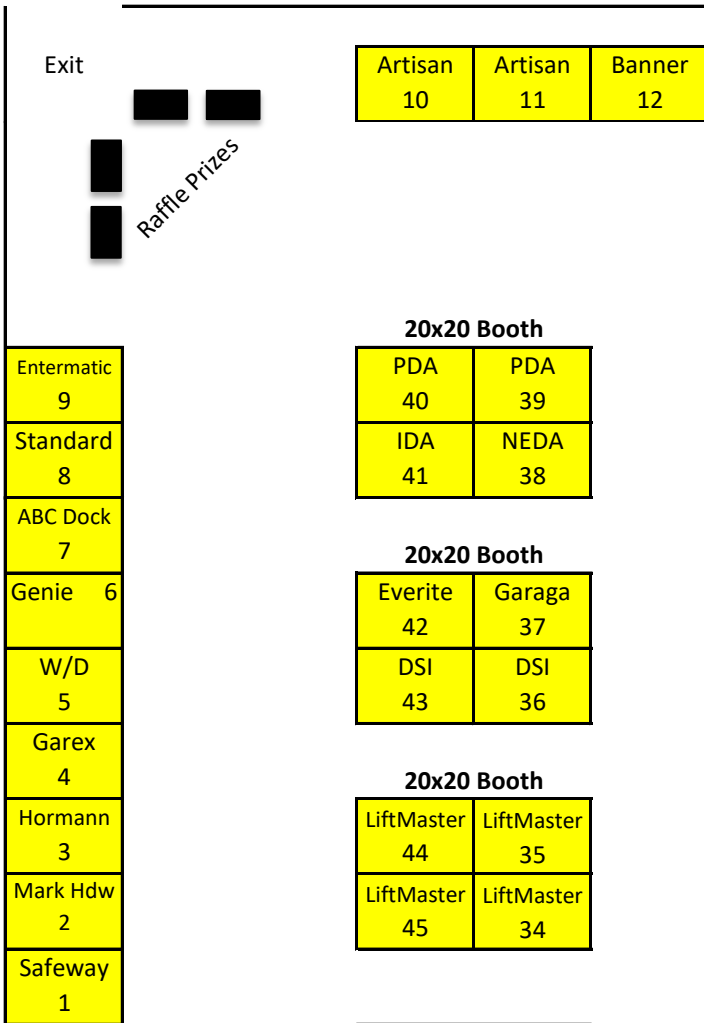 Exit
Artisan Artisan Banner
10 11 12
Raffle Prizes
20x20 Booth
Entermatic
9
Standard
8
ABC Dock
7
Genie 6
W/D
5
Garex
4
Hormann
3
Mark Hdw
2
Safeway
1
PDA PDA
40 39
IDA NEDA
41 38
20x20 Booth
Everite Garaga
42 37
DSI DSI
43 36
20x20 Booth
LiftMaster LiftMaster
44 35
LiftMaster LiftMaster
45 34